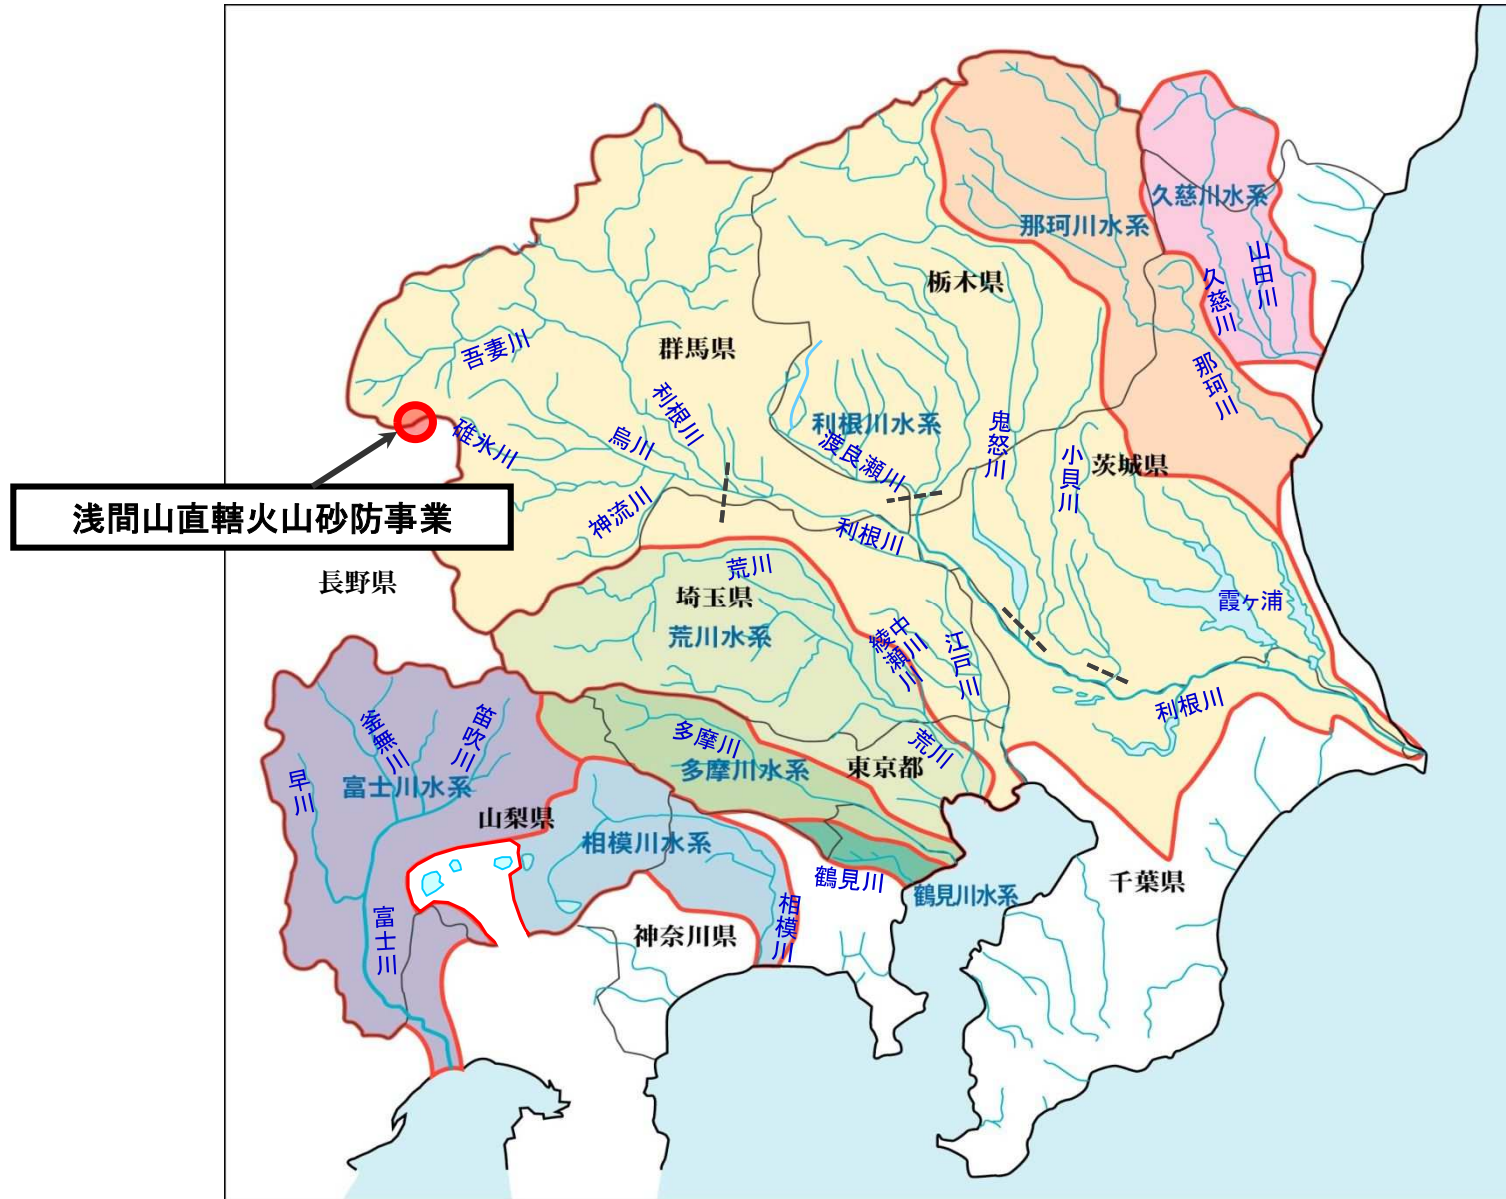 久慈川水系
那珂川水系
山田川
久慈川
栃木県
吾妻川
群馬県
那珂川
利根川
利根川水系
鬼怒川
碓氷川
烏川
渡良瀬川
小貝川
茨城県
浅間山直轄火山砂防事業
神流川
利根川
長野県
荒川
埼玉県
荒川水系
霞ヶ浦
綾瀬川
中川
江戸川
利根川
釜無川
笛吹川
多摩川
荒川
早川
富士川水系
多摩川水系
東京都
山梨県
相模川水系
鶴見川
千葉県
鶴見川水系
富士川
神奈川県
相模川